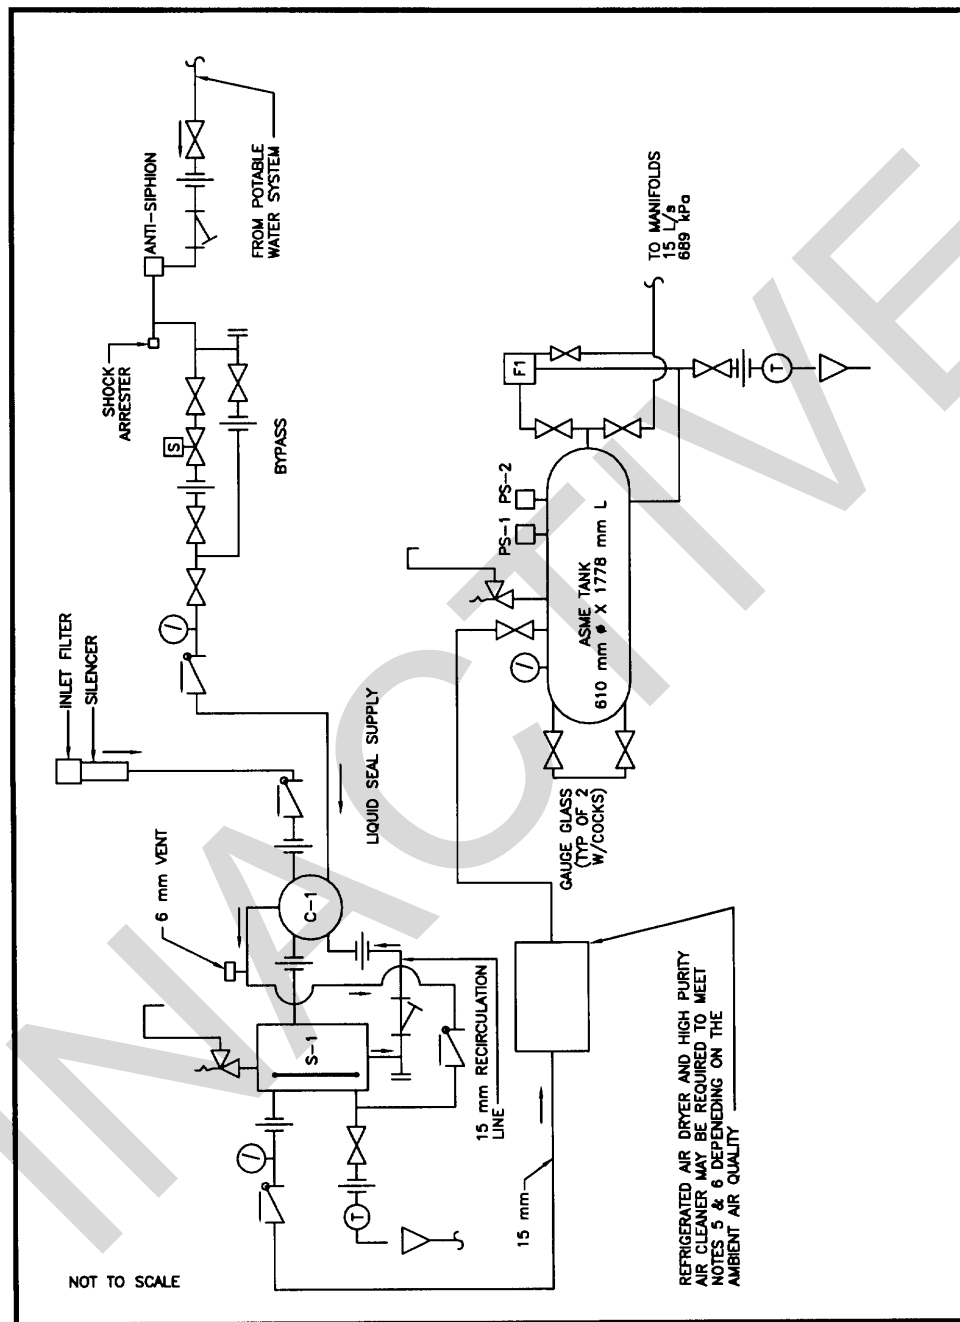 INLET FILTER
SILENCER
6 mm VENT
SHOCK
ARRESTER
ANTI-SIPHION
FROM POTABLE
WATER SYSTEM
S
BYPASS
LIQUID SEAL SUPPLY
C-1
S-1
15 mm RECIRCULATION
LINE
T
NOT TO SCALE
15 mm
GAUGE GLASS
(TYP OF 2
W/COCKS)
PS-1
PS-2
ASME TANK
610 mm ø X 1778 mm L
F1
TO MANIFOLDS
15 L/s
689 kPa
T
REFRIGERATED AIR DRYER AND HIGH PURITY
AIR CLEANER MAY BE REQUIRED TO MEET
NOTES 5 & 6 DEPENEDING ON THE
AMBIENT AIR QUALITY
INACTIVE